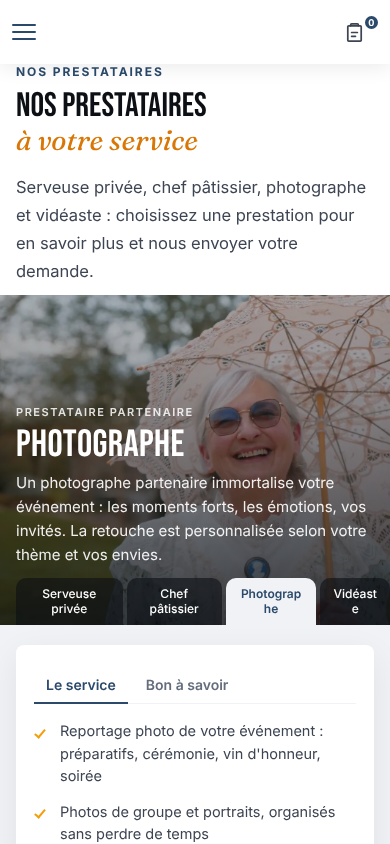 0
NOS PRESTATAIRES
NOS PRESTATAIRES
à votre service
Serveuse privée, chef pâtissier, photographe
et vidéaste : choisissez une prestation pour
en savoir plus et nous envoyer votre
demande.
PRESTATAIRE PARTENAIRE
PHOTOGRAPHE
Un photographe partenaire immortalise votre
événement : les moments forts, les émotions, vos
invités. La retouche est personnalisée selon votre
thème et vos envies.
Serveuse
privée
Chef
pâtissier
Photograp
he
Vidéast
e
Le service
Bon à savoir
Reportage photo de votre événement :
préparatifs, cérémonie, vin d'honneur,
soirée
Photos de groupe et portraits, organisés
sans perdre de temps